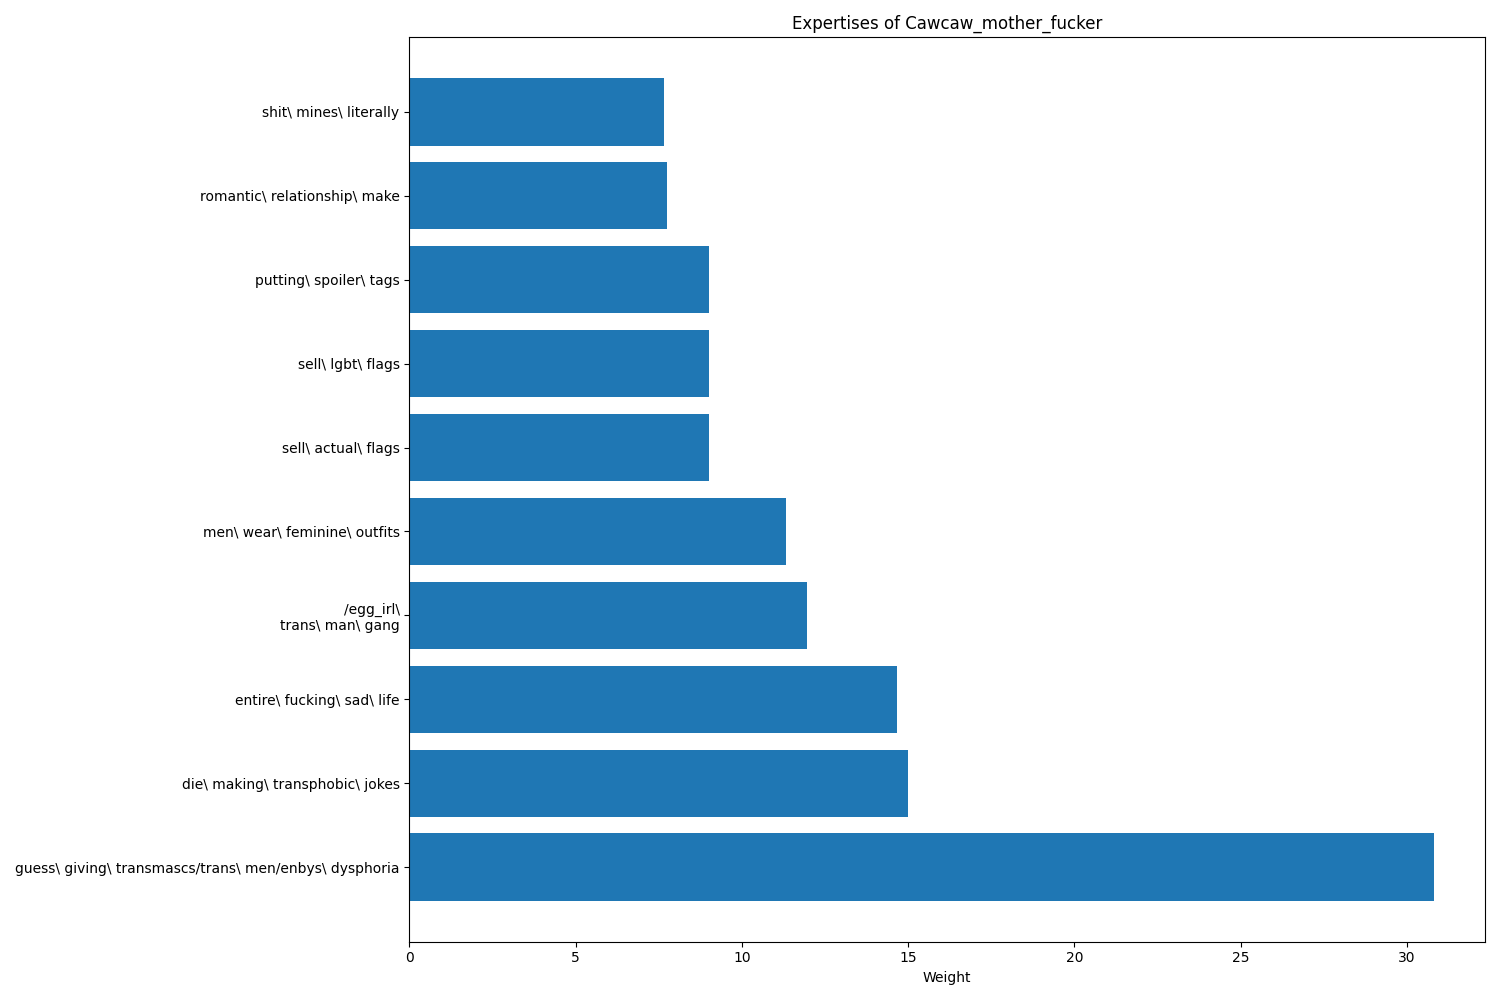 Expertises of Cawcaw_mother_fucker
shit\ mines\ literally
romantic\ relationship\ make
putting\ spoiler\ tags
sell\ lgbt\ flags
sell\ actual\ flags
men\ wear\ feminine\ outfits
/egg_irl\
trans\ man\ gang
entire\ fucking\ sad\ life
die\ making\ transphobic\ jokes
guess\ giving\ transmascs/trans\ men/enbys\ dysphoria
0 5 10 15 20 25 30
Weight